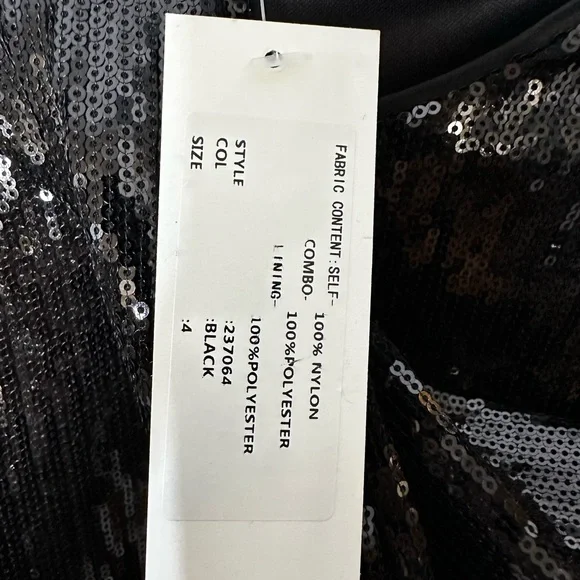 FABRIC CONTENT:SELF- 100% NYLON
COMBO- 100%POLYESTER
LINING- 100%POLYESTER
STYLE :237064
COL :BLACK
SIZE :4